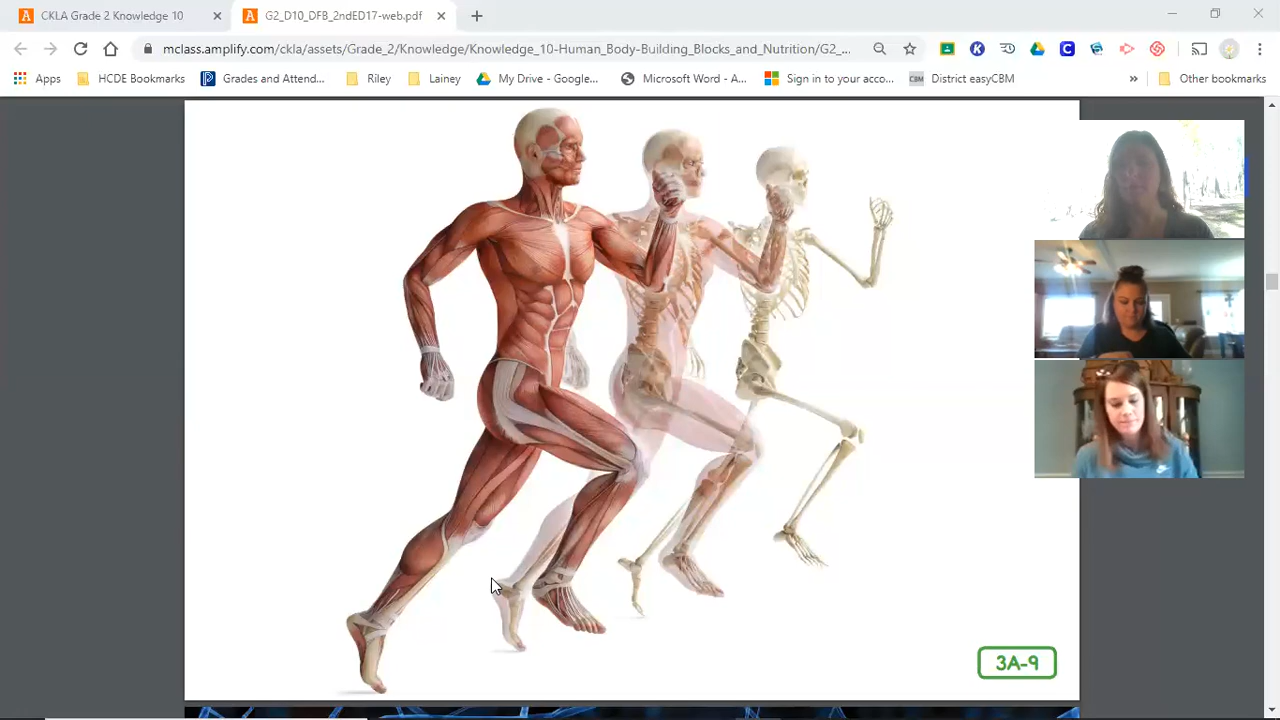 CKLA Grade 2 Knowledge 10
G2_D10_DFB_2ndED17-web.pdf
mclass.amplify.com/ckla/assets/Grade_2/Knowledge/Knowledge_10-Human_Body-Building_Blocks_and_Nutrition/G2_...
Apps HCDE Bookmarks Grades and Attend... Riley Lainey My Drive - Google... Microsoft Word - A... Sign in to your acco... CBM District easyCBM » Other bookmarks
3A-9